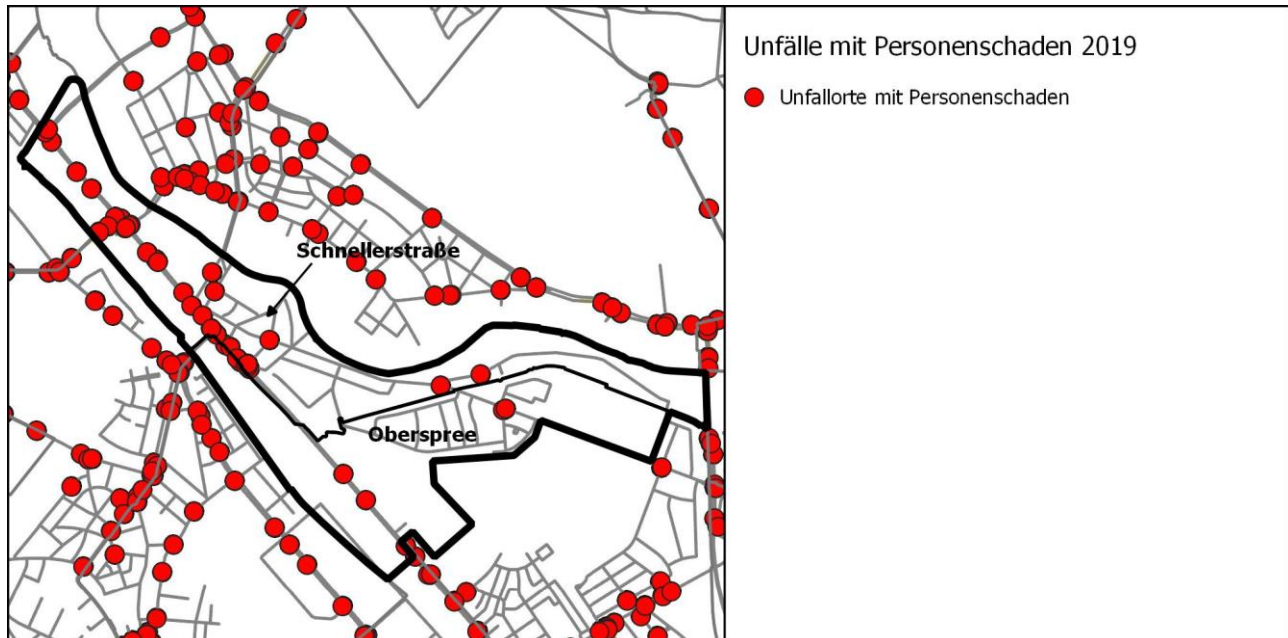 Unfälle mit Personenschaden 2019
Unfallorte mit Personenschaden
Schnellerstraße
Oberspree